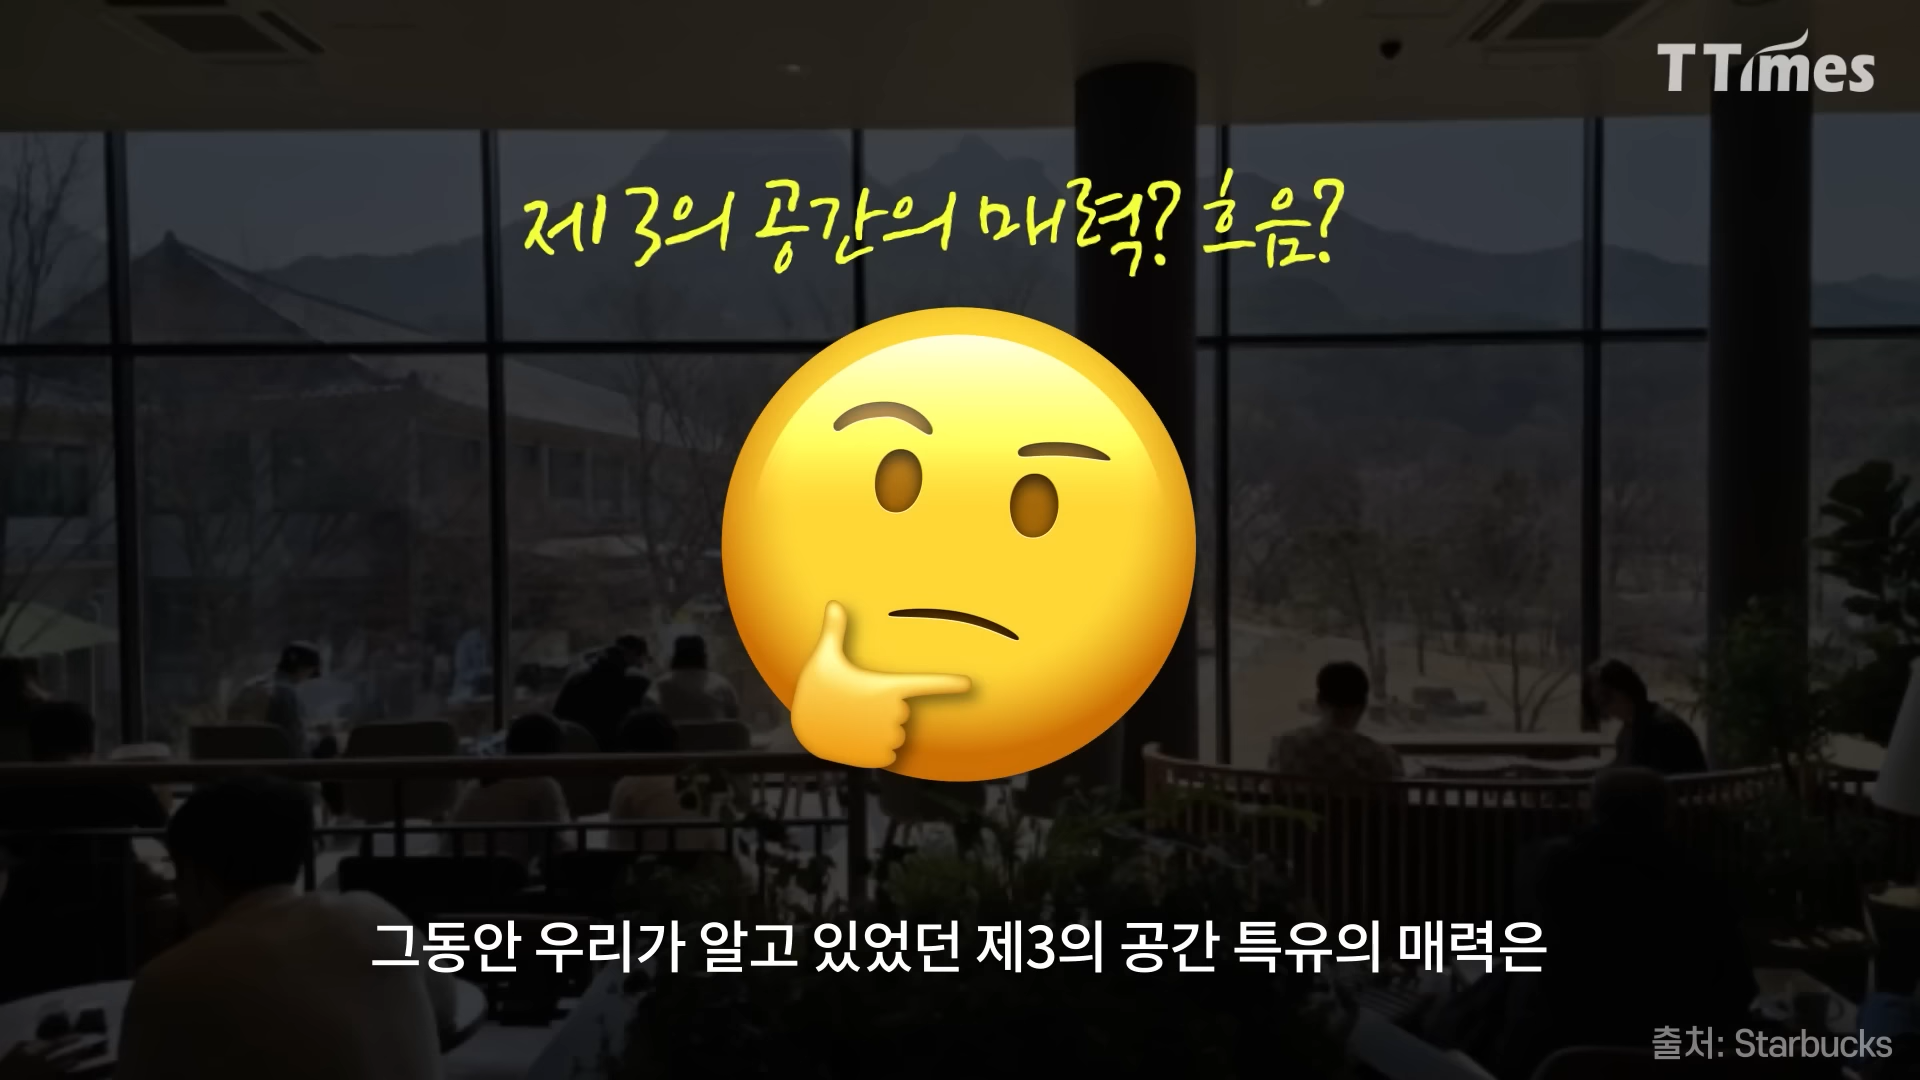 TTimes
제3의 공간의 매력? 흐음?
그동안 우리가 알고 있었던 제3의 공간 특유의 매력은
출처: Starbucks